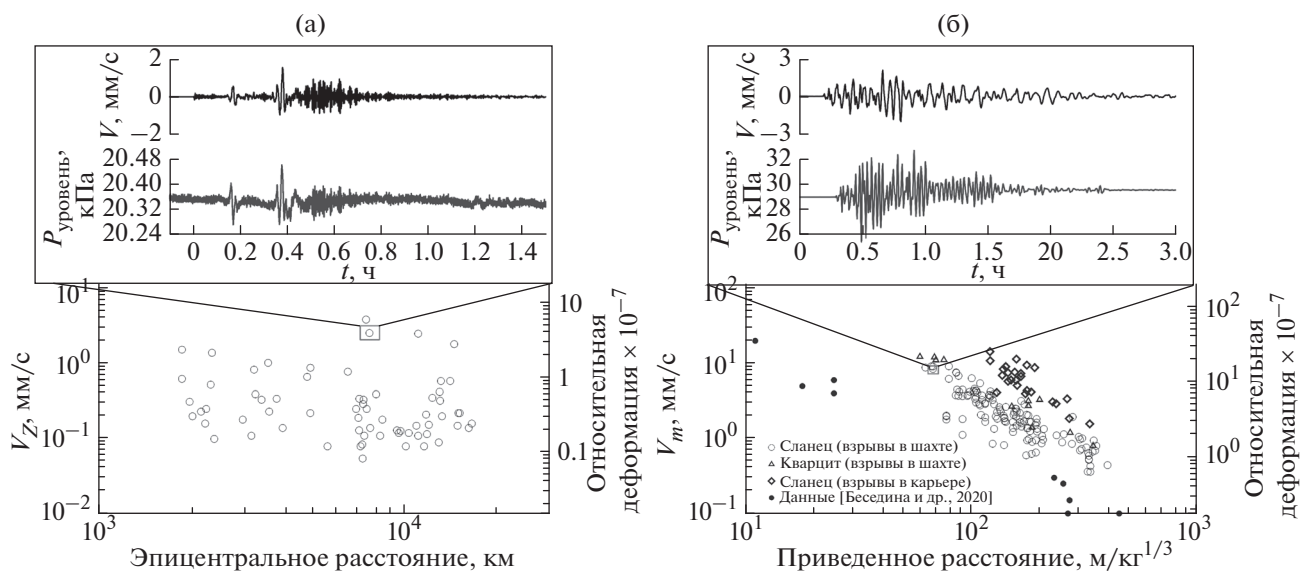 (а)
V, мм/с
2
0
−2
Pуровень, кПа
20.48
20.40
20.32
20.24
0
0.2
0.4
0.6
0.8
1.0
1.2
1.4
t, ч
V_Z, мм/с
10^1
10^0
10^−1
10^−2
10
1
0.1
Относительная
деформация × 10^−7
10^3
10^4
Эпицентральное расстояние, км
(б)
V, мм/с
3
0
−3
Pуровень, кПа
32
30
28
26
0
0.5
1.0
1.5
20
2.5
3.0
t, ч
V_m, мм/с
10^2
10^1
10^0
10^−1
10^2
10^1
10^0
Относительная
деформация × 10^−7
Сланец (взрывы в шахте)
Кварцит (взрывы в шахте)
Сланец (взрывы в карьере)
Данные [Беседина и др., 2020]
10^1
10^2
10^3
Приведенное расстояние, м/кг^1/3